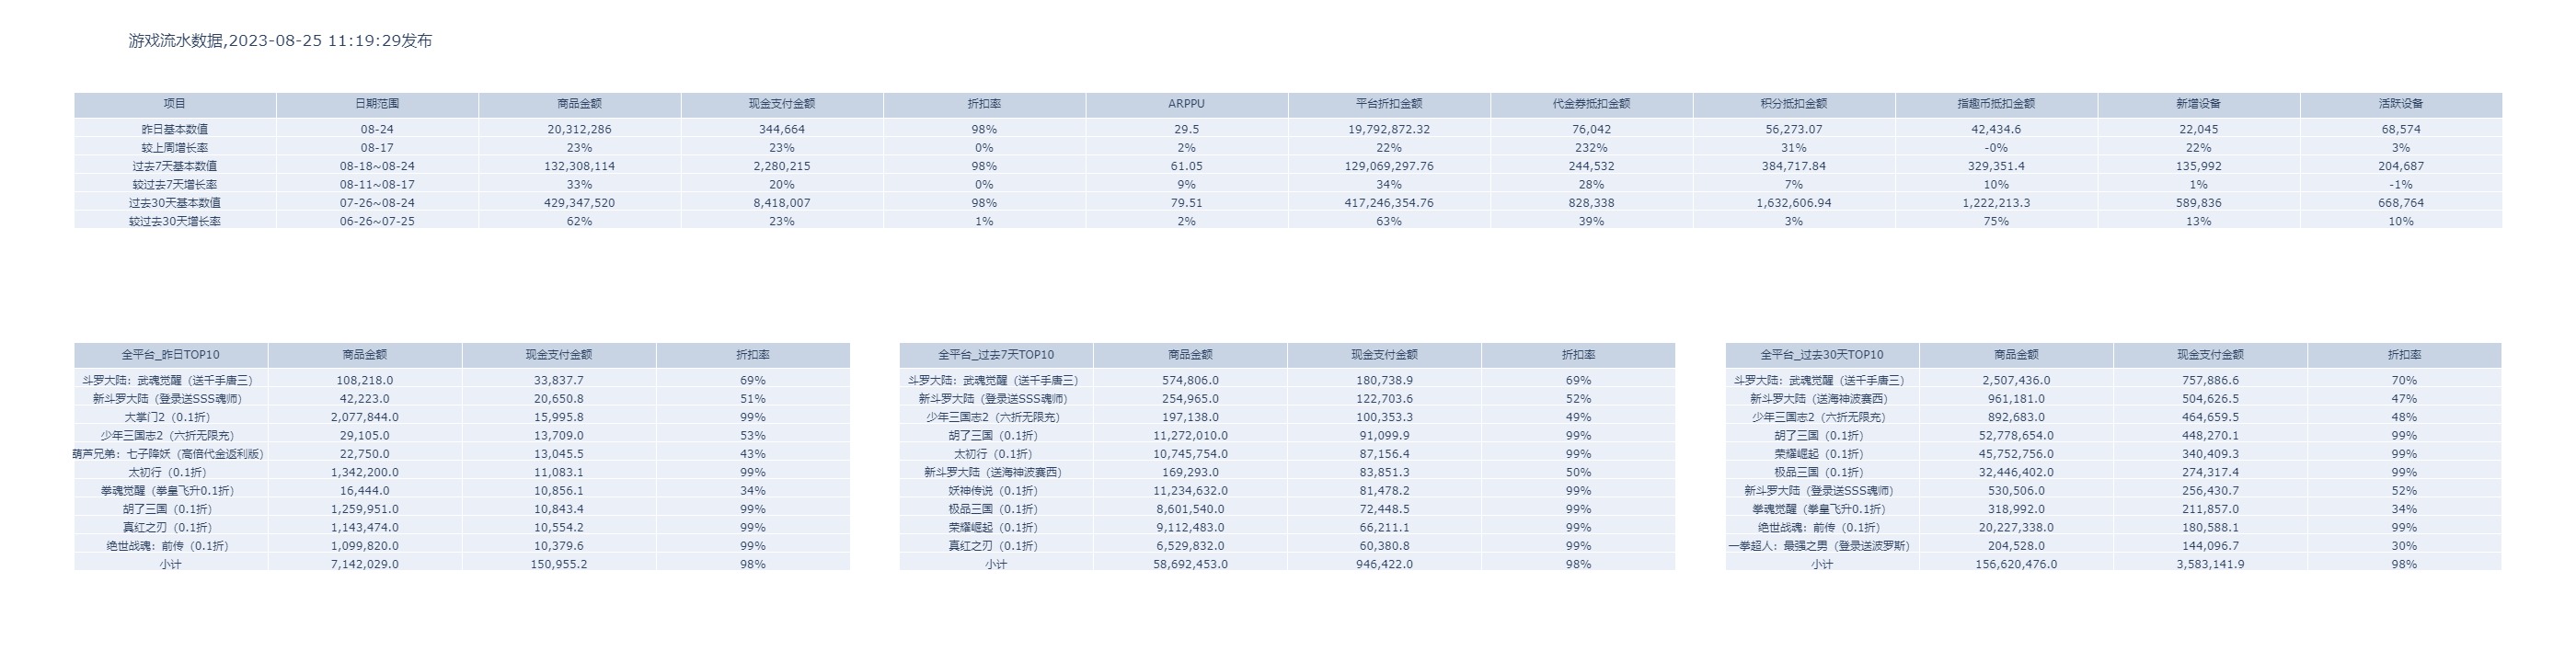 游戏流水数据,2023-08-25 11:19:29发布
项目 日期范围 商品金额 现金支付金额 折扣率 ARPPU 平台折扣金额 代金券抵扣金额 积分抵扣金额 指趣币抵扣金额 新增设备 活跃设备
昨日基本数值 08-24 20,312,286 344,664 98% 29.5 19,792,872.32 76,042 56,273.07 42,434.6 22,045 68,574
较上周增长率 08-17 23% 23% 0% 2% 22% 232% 31% -0% 22% 3%
过去7天基本数值 08-18~08-24 132,308,114 2,280,215 98% 61.05 129,069,297.76 244,532 384,717.84 329,351.4 135,992 204,687
较过去7天增长率 08-11~08-17 33% 20% 0% 9% 34% 28% 7% 10% 1% -1%
过去30天基本数值 07-26~08-24 429,347,520 8,418,007 98% 79.51 417,246,354.76 828,338 1,632,606.94 1,222,213.3 589,836 668,764
较过去30天增长率 06-26~07-25 62% 23% 1% 2% 63% 39% 3% 75% 13% 10%
全平台_昨日TOP10 商品金额 现金支付金额 折扣率
斗罗大陆：武魂觉醒（送千手唐三） 108,218.0 33,837.7 69%
新斗罗大陆（登录送SSS魂师） 42,223.0 20,650.8 51%
大掌门2（0.1折） 2,077,844.0 15,995.8 99%
少年三国志2（六折无限充） 29,105.0 13,709.0 53%
葫芦兄弟：七子降妖（高倍代金返利版） 22,750.0 13,045.5 43%
太初行（0.1折） 1,342,200.0 11,083.1 99%
拳魂觉醒（拳皇飞升0.1折） 16,444.0 10,856.1 34%
胡了三国（0.1折） 1,259,951.0 10,843.4 99%
真红之刃（0.1折） 1,143,474.0 10,554.2 99%
绝世战魂：前传（0.1折） 1,099,820.0 10,379.6 99%
小计 7,142,029.0 150,955.2 98%
全平台_过去7天TOP10 商品金额 现金支付金额 折扣率
斗罗大陆：武魂觉醒（送千手唐三） 574,806.0 180,738.9 69%
新斗罗大陆（登录送SSS魂师） 254,965.0 122,703.6 52%
少年三国志2（六折无限充） 197,138.0 100,353.3 49%
胡了三国（0.1折） 11,272,010.0 91,099.9 99%
太初行（0.1折） 10,745,754.0 87,156.4 99%
新斗罗大陆（送海神波赛西） 169,293.0 83,851.3 50%
妖神传说（0.1折） 11,234,632.0 81,478.2 99%
极品三国（0.1折） 8,601,540.0 72,448.5 99%
荣耀崛起（0.1折） 9,112,483.0 66,211.1 99%
真红之刃（0.1折） 6,529,832.0 60,380.8 99%
小计 58,692,453.0 946,422.0 98%
全平台_过去30天TOP10 商品金额 现金支付金额 折扣率
斗罗大陆：武魂觉醒（送千手唐三） 2,507,436.0 757,886.6 70%
新斗罗大陆（送海神波赛西） 961,181.0 504,626.5 47%
少年三国志2（六折无限充） 892,683.0 464,659.5 48%
胡了三国（0.1折） 52,778,654.0 448,270.1 99%
荣耀崛起（0.1折） 45,752,756.0 340,409.3 99%
极品三国（0.1折） 32,446,402.0 274,317.4 99%
新斗罗大陆（登录送SSS魂师） 530,506.0 256,430.7 52%
拳魂觉醒（拳皇飞升0.1折） 318,992.0 211,857.0 34%
绝世战魂：前传（0.1折） 20,227,338.0 180,588.1 99%
一拳超人：最强之男（登录送波罗斯） 204,528.0 144,096.7 30%
小计 156,620,476.0 3,583,141.9 98%